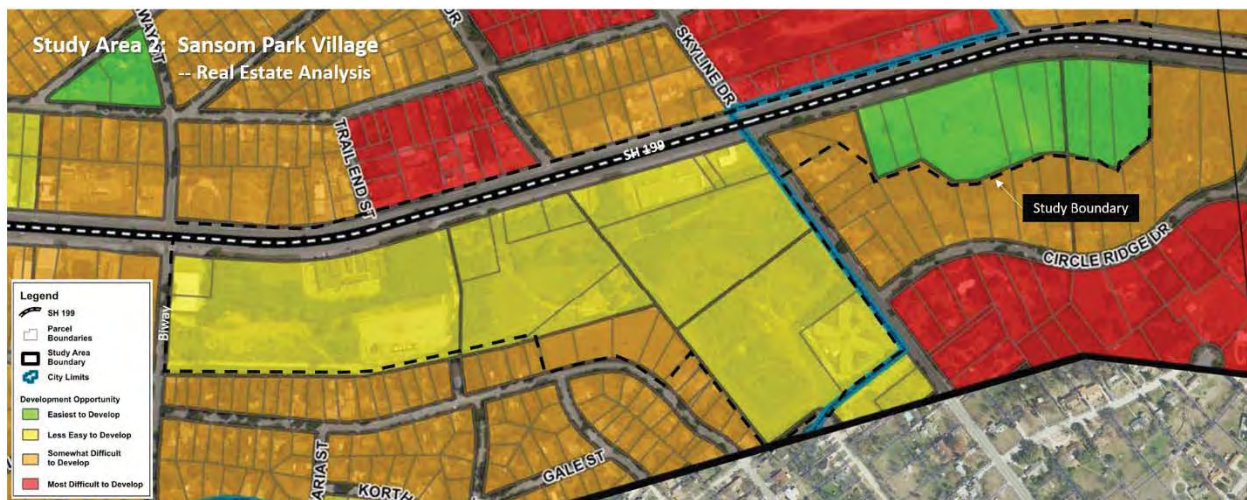 Study Area 2: Sansom Park Village
-- Real Estate Analysis
SKYLINE DR
TRAIL END ST
SH 199
Study Boundary
CIRCLE RIDGE DR
Biway
GALE ST
Legend
SH 199
Parcel
Boundaries
Study Area
Boundary
City Limits
Development Opportunity
Easiest to Develop
Less Easy to Develop
Somewhat Difficult
to Develop
Most Difficult to Develop